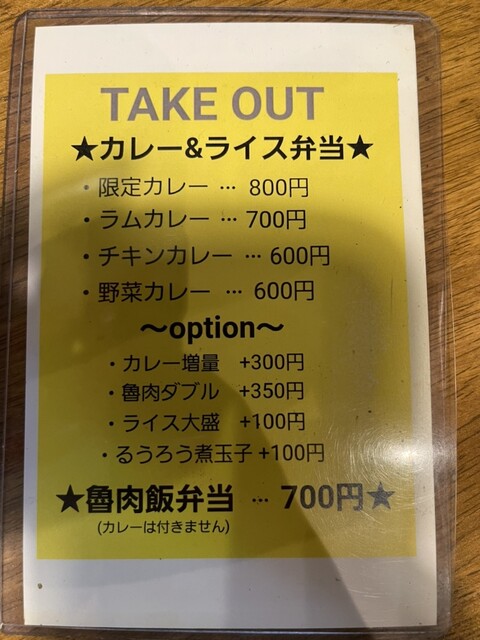 TAKE OUT
★カレー&ライス弁当★
・限定カレー … 800円
・ラムカレー … 700円
・チキンカレー … 600円
・野菜カレー … 600円
〜option〜
・カレー増量 +300円
・魯肉ダブル +350円
・ライス大盛 +100円
・るうろう煮玉子 +100円
★魯肉飯弁当 … 700円★
(カレーは付きません)